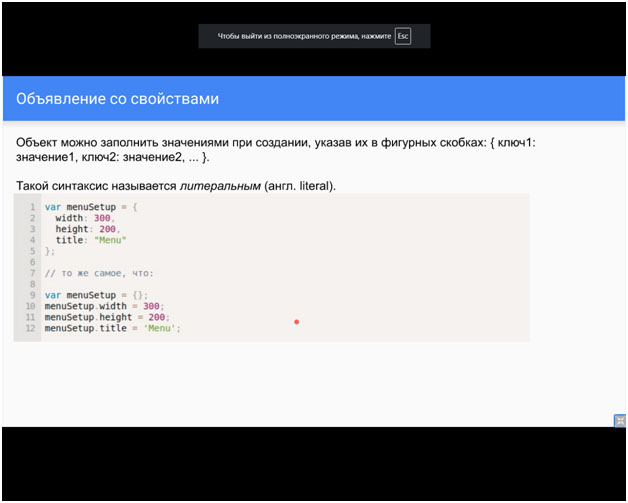 Чтобы выйти из полноэкранного режима, нажмите Esc
Объявление со свойствами
Объект можно заполнить значениями при создании, указав их в фигурных скобках: { ключ1:
значение1, ключ2: значение2, ... }.
Такой синтаксис называется литеральным (англ. literal).
1 var menuSetup = {
2 width: 300,
3 height: 200,
4 title: "Menu"
5 };
6
7 // то же самое, что:
8
9 var menuSetup = {};
10 menuSetup.width = 300;
11 menuSetup.height = 200;
12 menuSetup.title = 'Menu';